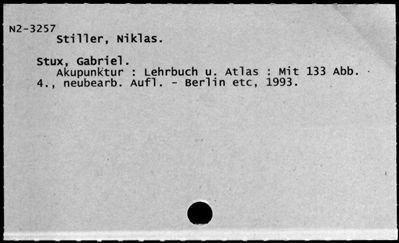 N2-3257
Stiller, Niklas.
Stux, Gabriel.
Akupunktur : Lehrbuch u. Atlas : Mit 133 Abb.
4., neubearb. Aufl. - Berlin etc, 1993.